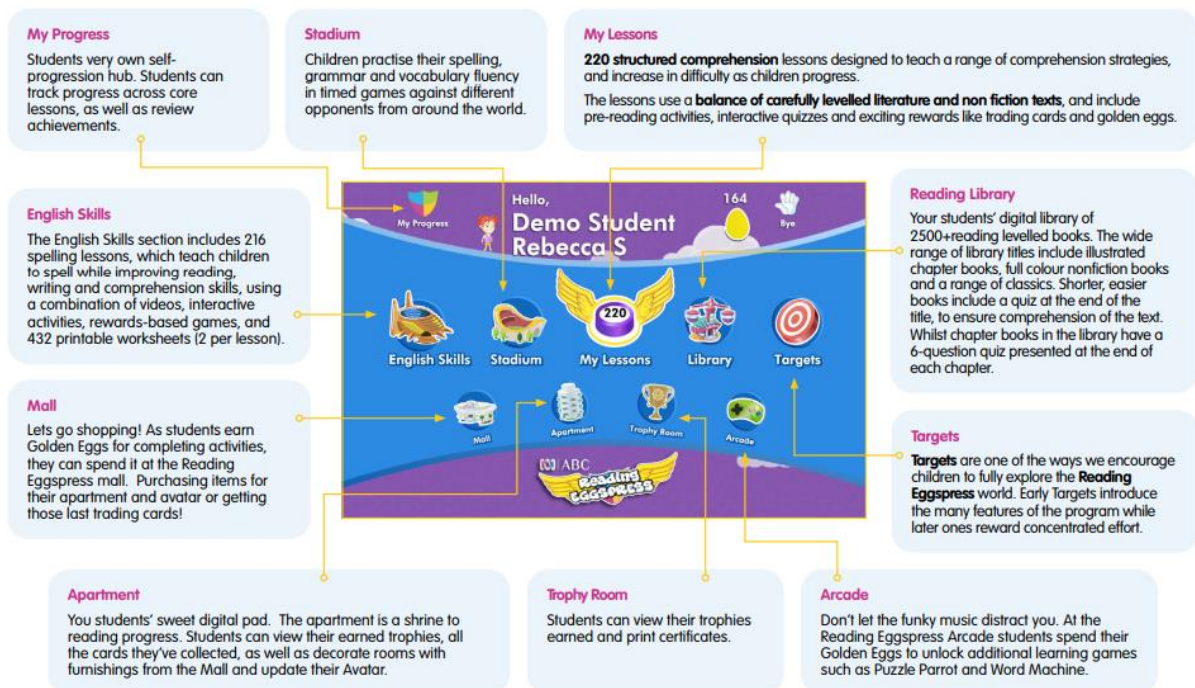 My Progress
Students very own self-
progression hub. Students can
track progress across core
lessons, as well as review
achievements.
Stadium
Children practise their spelling,
grammar and vocabulary fluency
in timed games against different
opponents from around the world.
My Lessons
220 structured comprehension lessons designed to teach a range of comprehension strategies,
and increase in difficulty as children progress.
The lessons use a balance of carefully levelled literature and non fiction texts, and include
pre-reading activities, interactive quizzes and exciting rewards like trading cards and golden eggs.
English Skills
The English Skills section includes 216
spelling lessons, which teach children
to spell while improving reading,
writing and comprehension skills, using
a combination of videos, interactive
activities, rewards-based games, and
432 printable worksheets (2 per lesson).
Mall
Lets go shopping! As students earn
Golden Eggs for completing activities,
they can spend it at the Reading
Eggspress mall. Purchasing items for
their apartment and avatar or getting
those last trading cards!
My Progress
Hello,
Demo Student
Rebecca S
164
Bye
220
English Skills
Stadium
My Lessons
Library
Targets
Mall
Apartment
Trophy Room
Arcade
ABC
Reading
EGGSPRESS
Reading Library
Your students' digital library of
2500+reading levelled books. The wide
range of library titles include illustrated
chapter books, full colour nonfiction books
and a range of classics. Shorter, easier
books include a quiz at the end of the
title, to ensure comprehension of the text.
Whilst chapter books in the library have a
6-question quiz presented at the end of
each chapter.
Targets
Targets are one of the ways we encourage
children to fully explore the Reading
Eggspress world. Early Targets introduce
the many features of the program while
later ones reward concentrated effort.
Apartment
You students' sweet digital pad. The apartment is a shrine to
reading progress. Students can view their earned trophies, all
the cards they've collected, as well as decorate rooms with
furnishings from the Mall and update their Avatar.
Trophy Room
Students can view their trophies
earned and print certificates.
Arcade
Don't let the funky music distract you. At the
Reading Eggspress Arcade students spend their
Golden Eggs to unlock additional learning games
such as Puzzle Parrot and Word Machine.